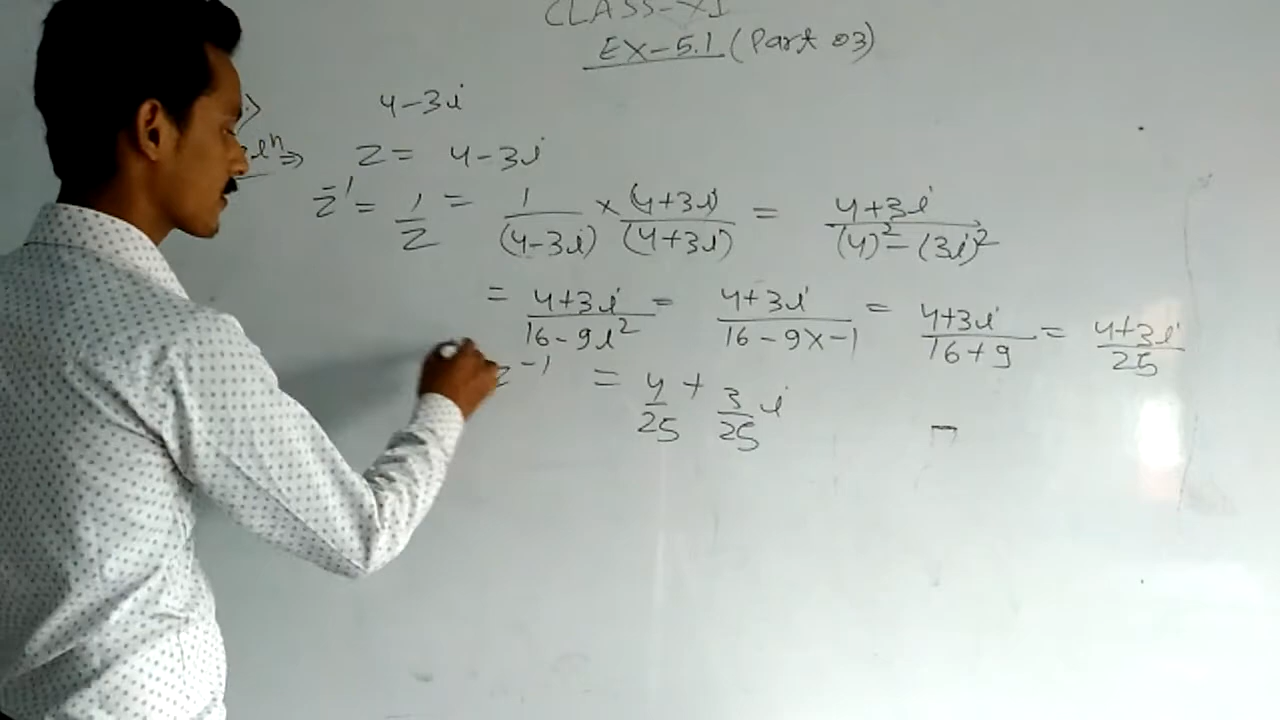 CLASS-XI
EX-5.1 (Part 03)
4-3i
Solⁿ⇒ z = 4-3i
z⁻¹ = 1/z = 1/(4-3i) × (4+3i)/(4+3i) = 4+3i/(4)²-(3i)²
= 4+3i/16-9i² = 4+3i/16-9×-1 = 4+3i/16+9 = 4+3i/25
z⁻¹ = 4/25 + 3/25 i